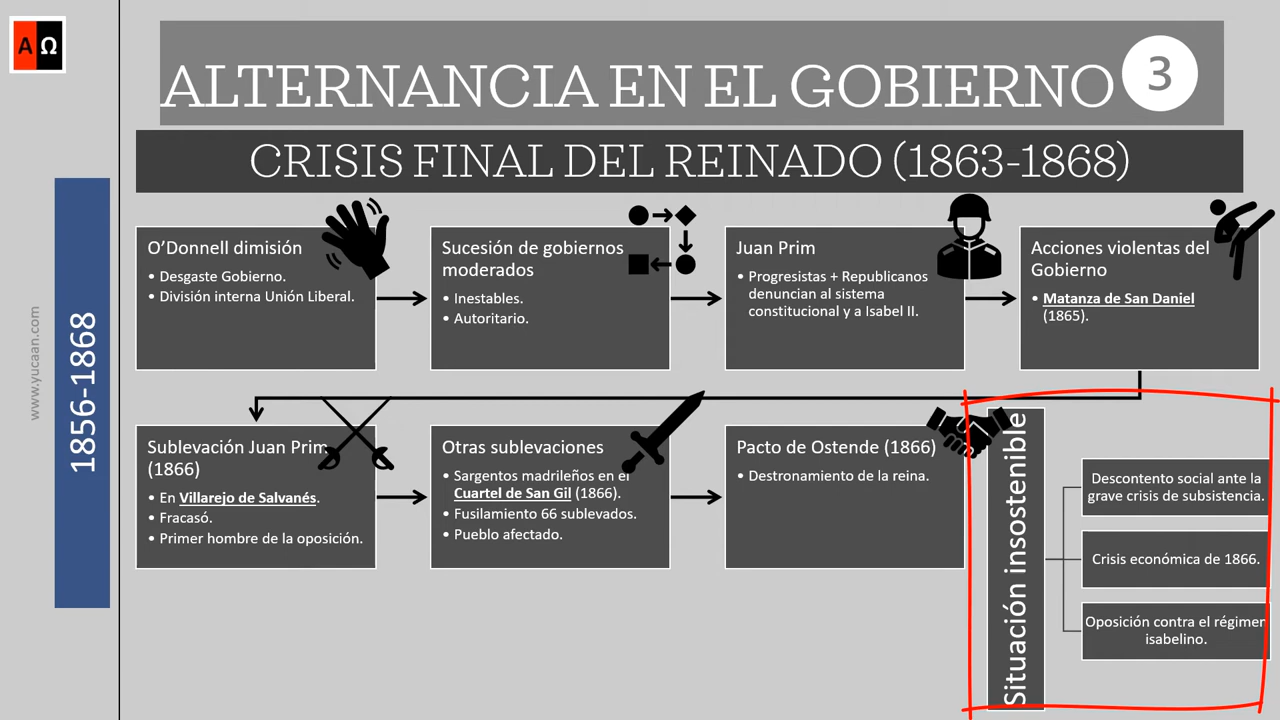 ΑΩ
ALTERNANCIA EN EL GOBIERNO
3
CRISIS FINAL DEL REINADO (1863-1868)
www.yucaan.com
1856-1868
O’Donnell dimisión
• Desgaste Gobierno.
• División interna Unión Liberal.
Sucesión de gobiernos
moderados
• Inestables.
• Autoritario.
Juan Prim
• Progresistas + Republicanos
denuncian al sistema
constitucional y a Isabel II.
Acciones violentas del
Gobierno
• Matanza de San Daniel
(1865).
Sublevación Juan Prim
(1866)
• En Villarejo de Salvanés.
• Fracasó.
• Primer hombre de la oposición.
Otras sublevaciones
• Sargentos madrileños en el
Cuartel de San Gil (1866).
• Fusilamiento 66 sublevados.
• Pueblo afectado.
Pacto de Ostende (1866)
• Destronamiento de la reina.
Situación insostenible
Descontento social ante la
grave crisis de subsistencia.
Crisis económica de 1866.
Oposición contra el régimen
isabelino.